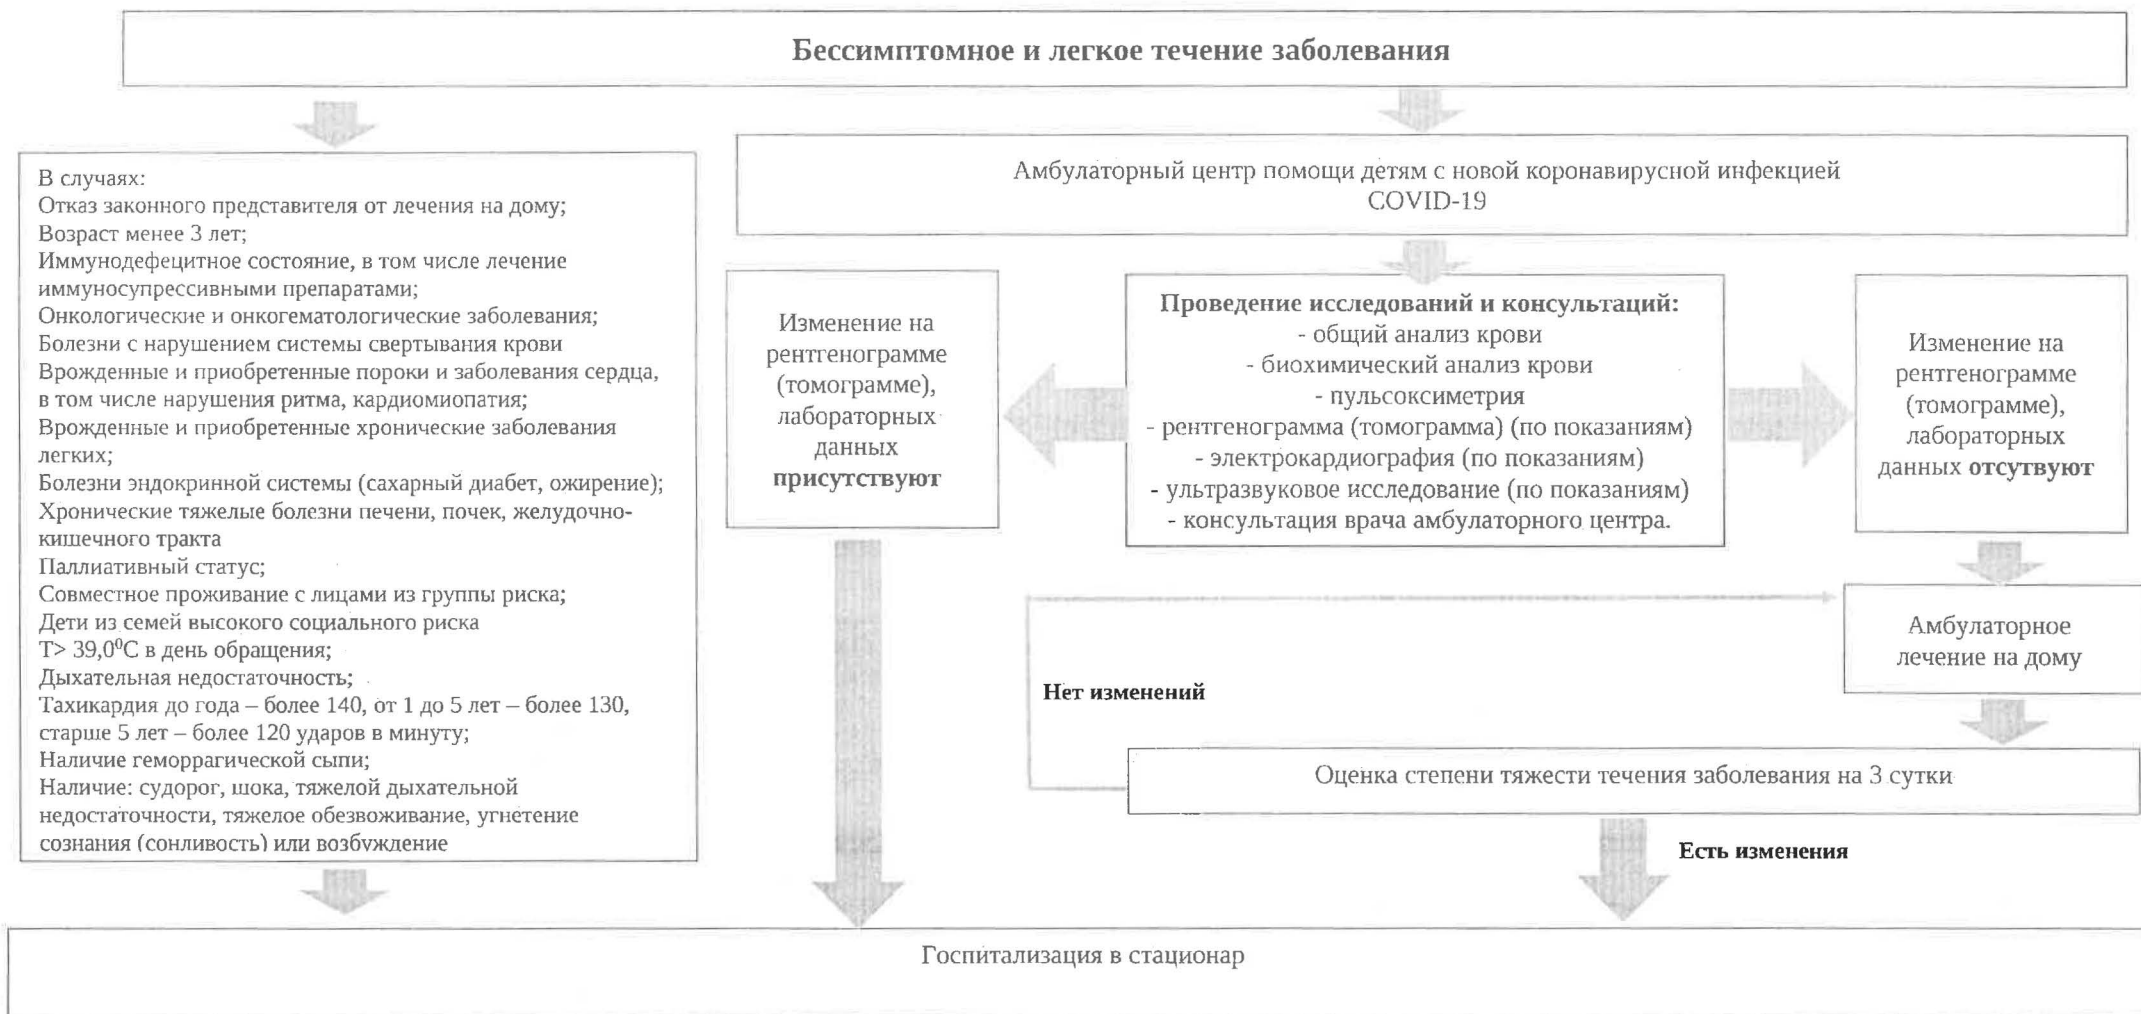 Бессимптомное и легкое течение заболевания
В случаях:
Отказ законного представителя от лечения на дому;
Возраст менее 3 лет;
Иммунодефецитное состояние, в том числе лечение
иммуносупрессивными препаратами;
Онкологические и онкогематологические заболевания;
Болезни с нарушением системы свертывания крови
Врожденные и приобретенные пороки и заболевания сердца,
в том числе нарушения ритма, кардиомиопатия;
Врожденные и приобретенные хронические заболевания
легких;
Болезни эндокринной системы (сахарный диабет, ожирение);
Хронические тяжелые болезни печени, почек, желудочно-
кишечного тракта
Паллиативный статус;
Совместное проживание с лицами из группы риска;
Дети из семей высокого социального риска
Т> 39,0⁰С в день обращения;
Дыхательная недостаточность;
Тахикардия до года – более 140, от 1 до 5 лет – более 130,
старше 5 лет – более 120 ударов в минуту;
Наличие геморрагической сыпи;
Наличие: судорог, шока, тяжелой дыхательной
недостаточности, тяжелое обезвоживание, угнетение
сознания (сонливость) или возбуждение
Амбулаторный центр помощи детям с новой коронавирусной инфекцией
COVID-19
Изменение на
рентгенограмме
(томограмме),
лабораторных
данных
присутствуют
Проведение исследований и консультаций:
- общий анализ крови
- биохимический анализ крови
- пульсоксиметрия
- рентгенограмма (томограмма) (по показаниям)
- электрокардиография (по показаниям)
- ультразвуковое исследование (по показаниям)
- консультация врача амбулаторного центра.
Изменение на
рентгенограмме
(томограмме),
лабораторных
данных отсутвуют
Амбулаторное
лечение на дому
Нет изменений
Оценка степени тяжести течения заболевания на 3 сутки
Есть изменения
Госпитализация в стационар